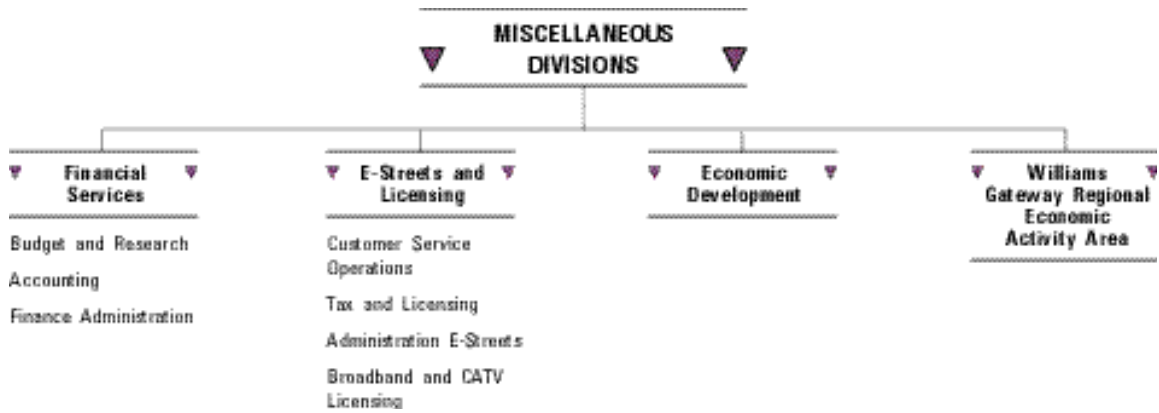 MISCELLANEOUS
DIVISIONS
Financial
Services
Budget and Research
Accounting
Finance Administration
E-Streets and
Licensing
Customer Service
Operations
Tax and Licensing
Administration E-Streets
Broadband and CATV
Licensing
Economic
Development
Williams
Gateway Regional
Economic
Activity Area